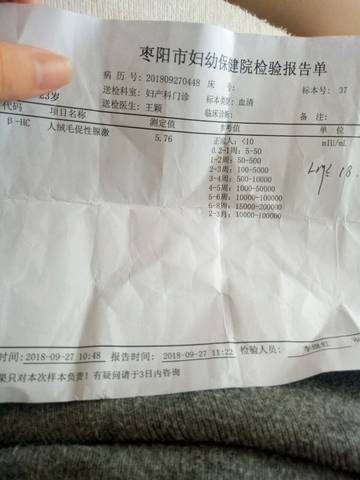 枣阳市妇幼保健院检验报告单
病 历 号: 201809270448 床 号:
标本号: 37
23岁
送检科室: 妇产科门诊 标本类型: 血清
送检医生: 王颖 临床诊断:
备 注:
代码 项目名称 测定值 参考值 单 位
β-HC 人绒毛促性腺激 5.76 正常人: <10 mIU/mL
0.2-1周: 5-50
1-2周: 50-500
2-3周: 100-5000
3-4周: 500-10000
4-5周: 1000-50000
5-6周: 10000-100000
6-8周: 15000-200000
2-3月: 10000-100000
时间: 2018-09-27 10:48 报告时间: 2018-09-27 11:22 检验人员:
果只对本次样本负责! 有疑问请于3日内咨询